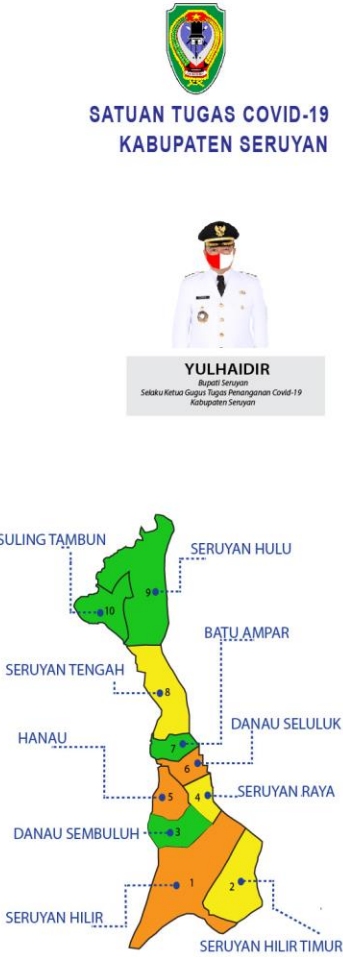 SATUAN TUGAS COVID-19
KABUPATEN SERUYAN
YULHAIDIR
Bupati Seruyan
Selaku Ketua Gugus Tugas Penanganan Covid-19
Kabupaten Seruyan
SULING TAMBUN
SERUYAN HULU
9
10
BATU AMPAR
SERUYAN TENGAH
8
DANAU SELULUK
HANAU
7
6
SERUYAN RAYA
5
4
DANAU SEMBULUH
3
1
2
SERUYAN HILIR
SERUYAN HILIR TIMUR